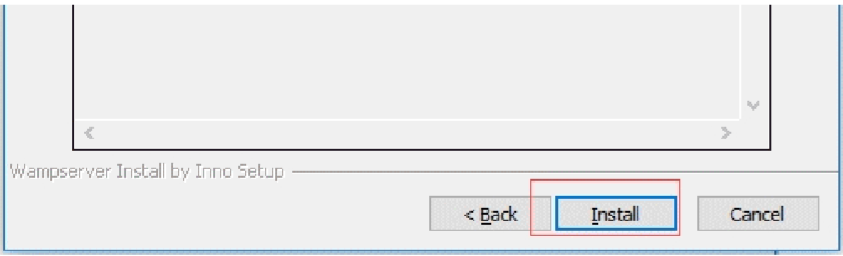 Wampserver Install by Inno Setup
< Back
Install
Cancel